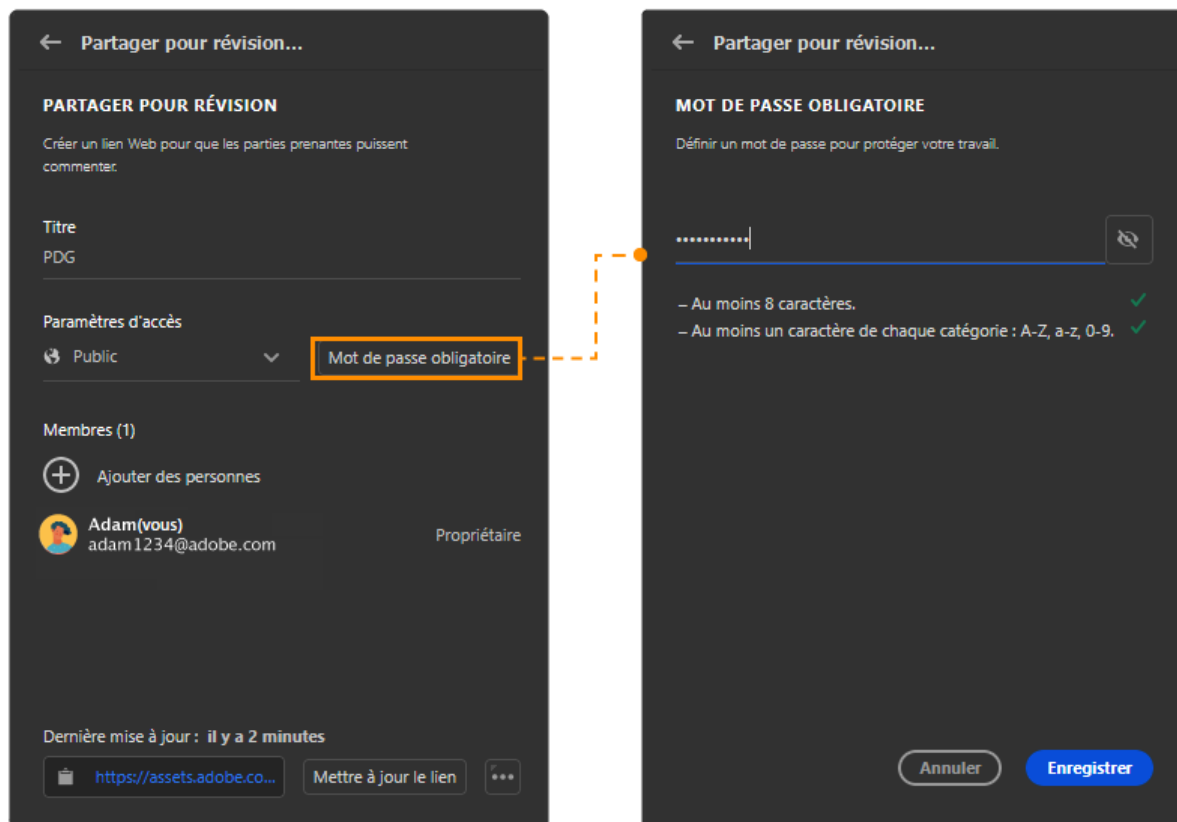 Partager pour révision...
PARTAGER POUR RÉVISION
Créer un lien Web pour que les parties prenantes puissent
commenter.
Titre
PDG
Paramètres d'accès
Public
Mot de passe obligatoire
Membres (1)
Ajouter des personnes
Adam(vous)
adam1234@adobe.com
Propriétaire
Dernière mise à jour : il y a 2 minutes
https://assets.adobe.co...
Mettre à jour le lien
Partager pour révision...
MOT DE PASSE OBLIGATOIRE
Définir un mot de passe pour protéger votre travail.
•••••••••••
– Au moins 8 caractères.
– Au moins un caractère de chaque catégorie : A-Z, a-z, 0-9.
Annuler
Enregistrer